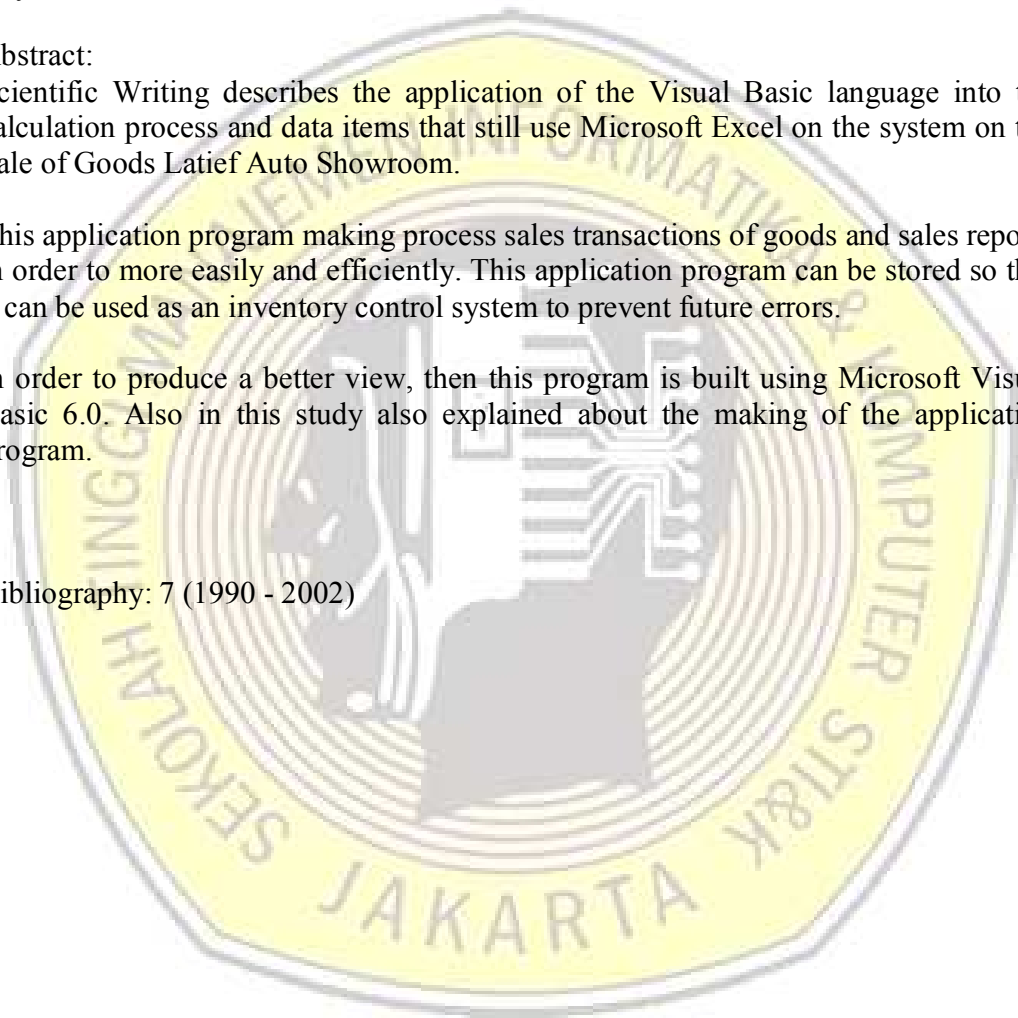 bstract:
cientific Writing describes the application of the Visual Basic language into t
alculation process and data items that still use Microsoft Excel on the system on t
ale of Goods Latief Auto Showroom.
his application program making process sales transactions of goods and sales repo
n order to more easily and efficiently. This application program can be stored so th
can be used as an inventory control system to prevent future errors.
n order to produce a better view, then this program is built using Microsoft Visu
asic 6.0. Also in this study also explained about the making of the applicati
rogram.
ibliography: 7 (1990 - 2002)
SEKOLAH TINGGI MANAJEMEN INFORMATIKA & KOMPUTER STI&K
JAKARTA